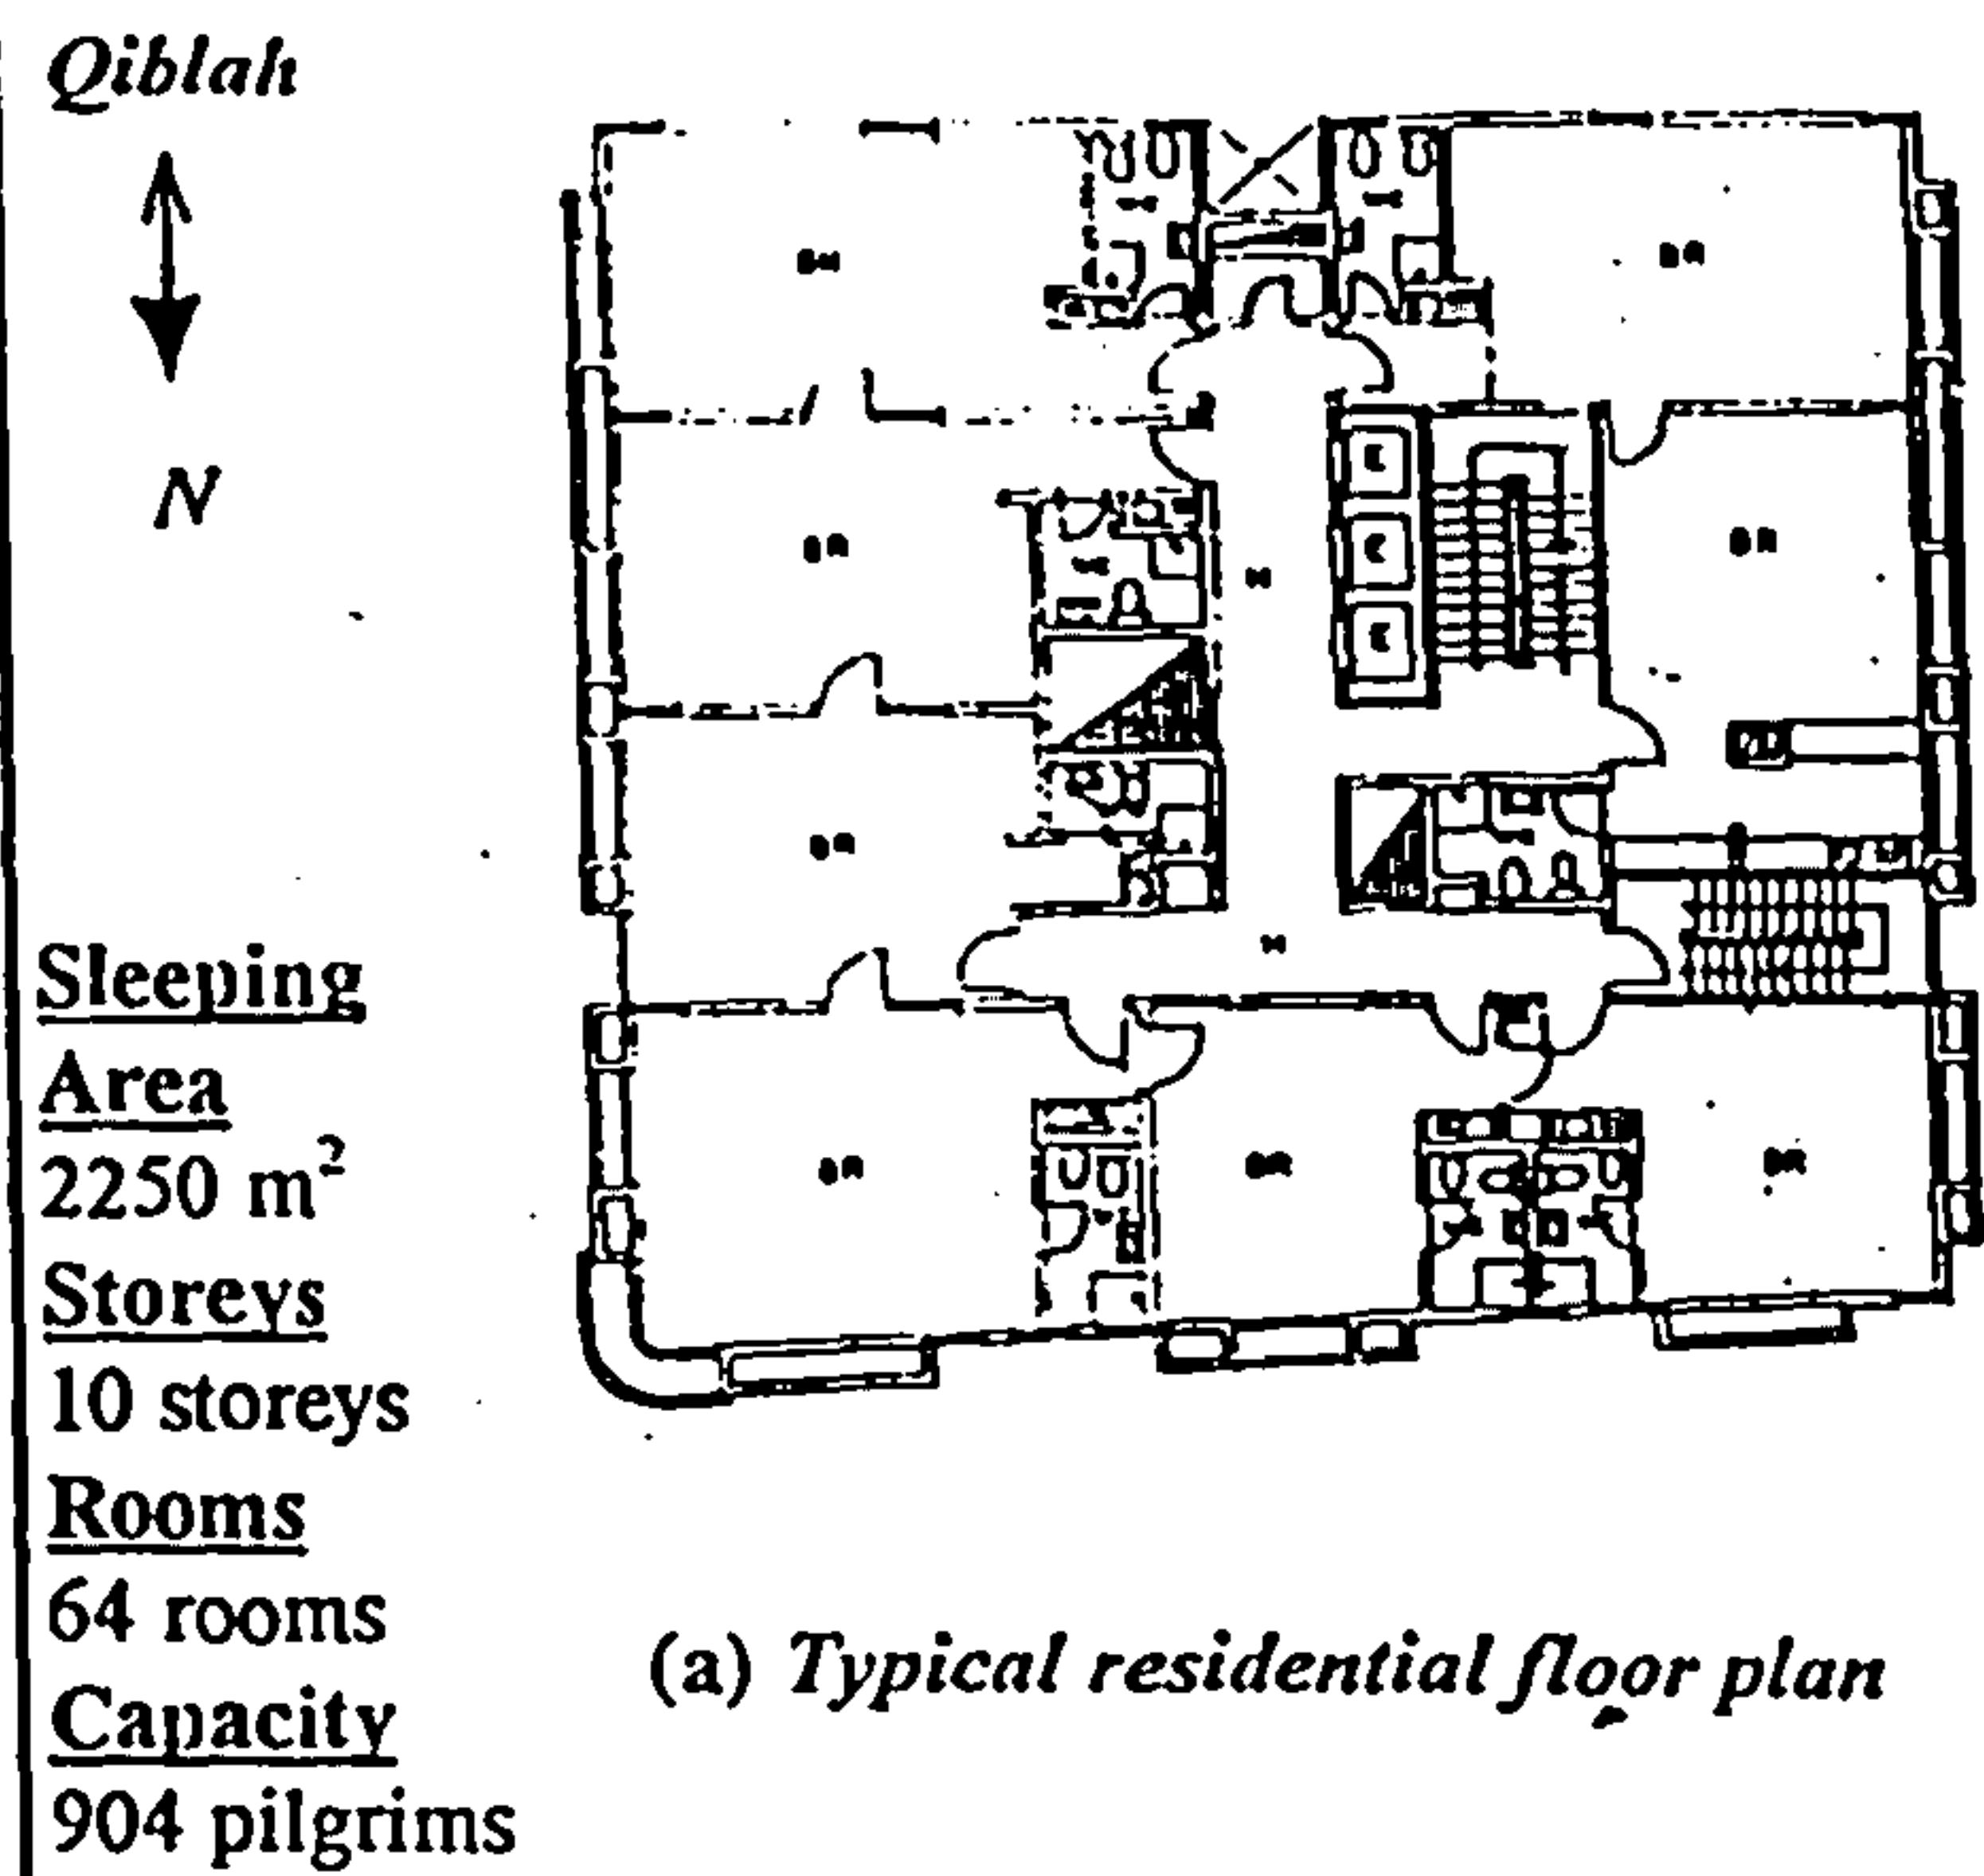 Qiblah
N
Sleeping
Area
2250 m²
Storeys
10 storeys
Rooms
64 rooms
Capacity
904 pilgrims
(a) Typical residential floor plan